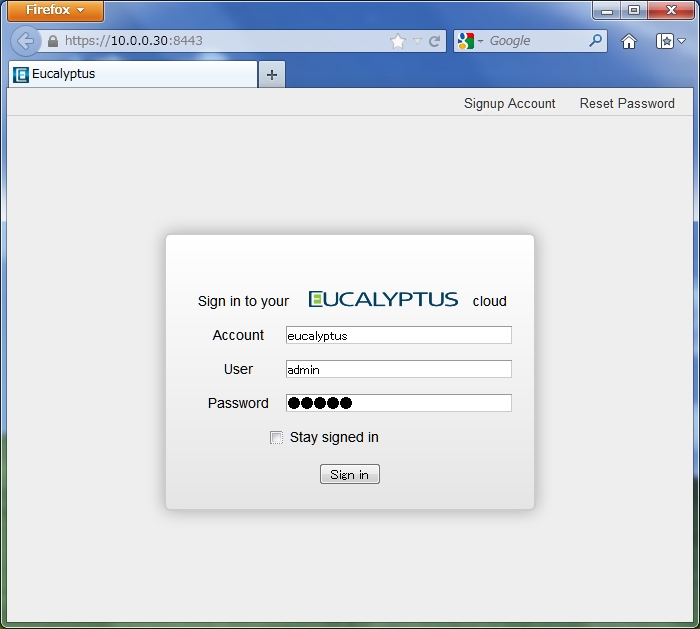 Firefox
https://10.0.0.30:8443
Google
Eucalyptus
Signup Account Reset Password
Sign in to your EUCALYPTUS cloud
Account eucalyptus
User admin
Password ●●●●●
Stay signed in
Sign in